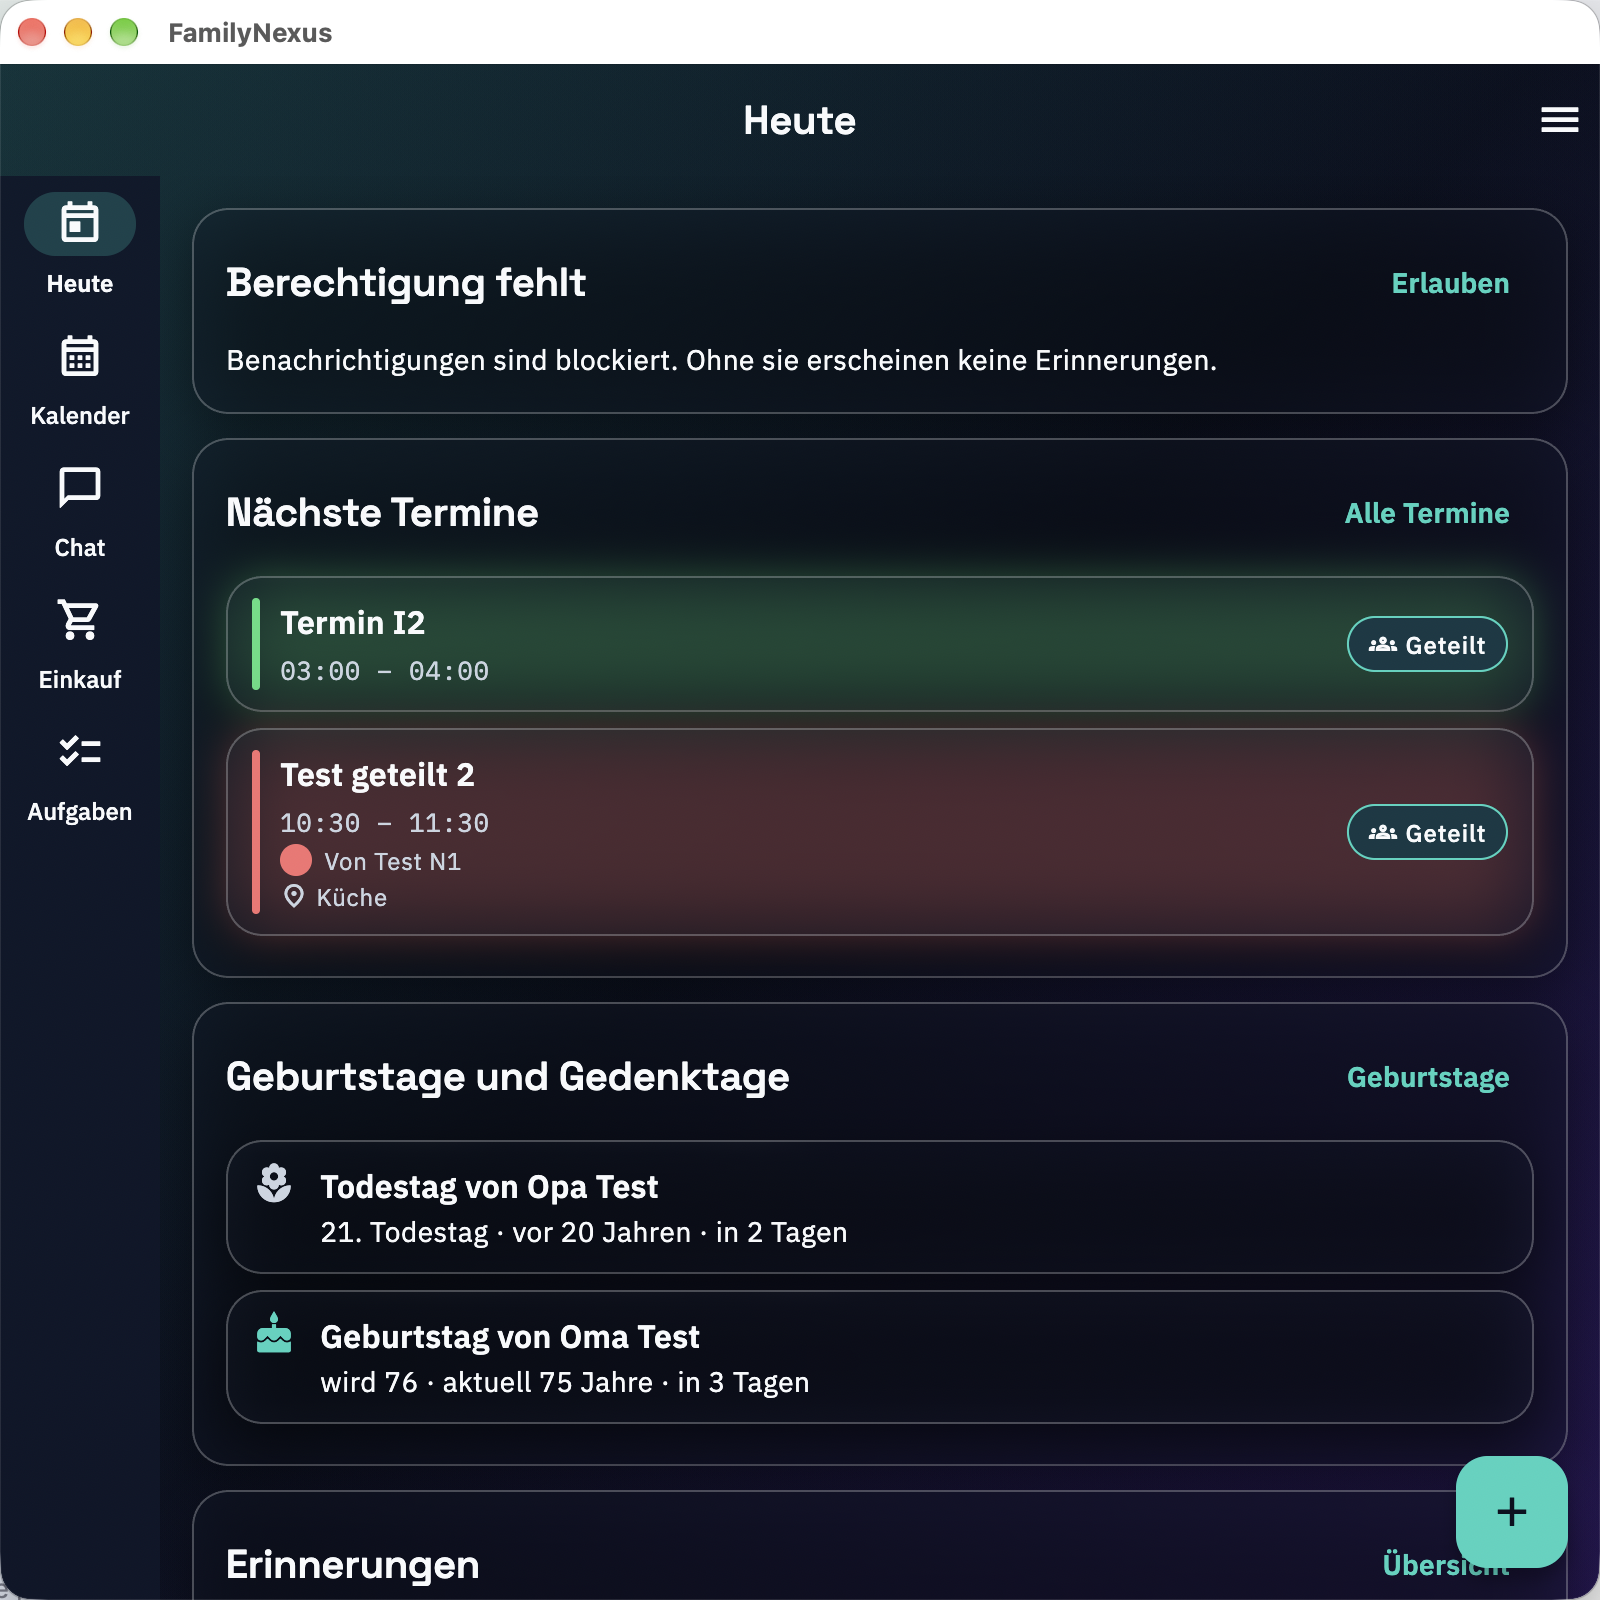 FamilyNexus
Heute
Heute
Kalender
Chat
Einkauf
Aufgaben
Berechtigung fehlt
Erlauben
Benachrichtigungen sind blockiert. Ohne sie erscheinen keine Erinnerungen.
Nächste Termine
Alle Termine
Termin I2
03:00 – 04:00
Geteilt
Test geteilt 2
10:30 – 11:30
Von Test N1
Küche
Geteilt
Geburtstage und Gedenktage
Geburtstage
Todestag von Opa Test
21. Todestag · vor 20 Jahren · in 2 Tagen
Geburtstag von Oma Test
wird 76 · aktuell 75 Jahre · in 3 Tagen
Erinnerungen
Übersicht